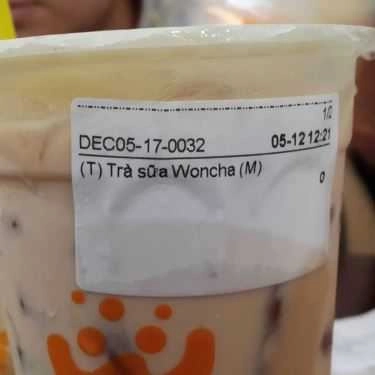 1/2
DEC05-17-0032 05-12 12:21
(T) Trà sữa Woncha (M)
0